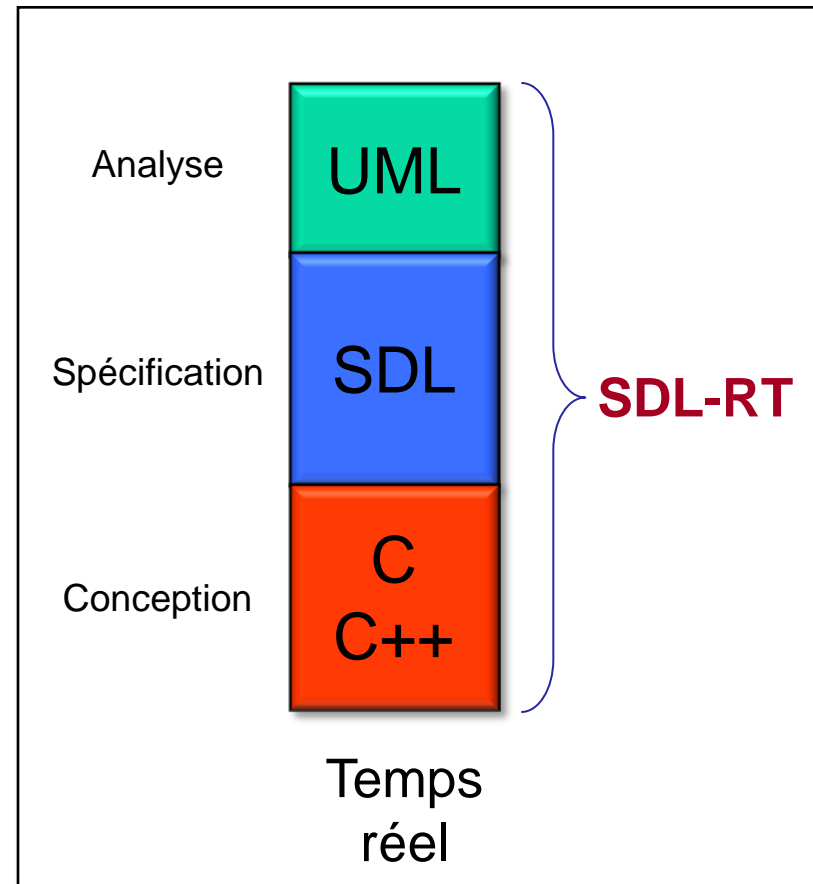 Analyse
UML
Spécification
SDL
SDL-RT
Conception
C
C++
Temps
réel